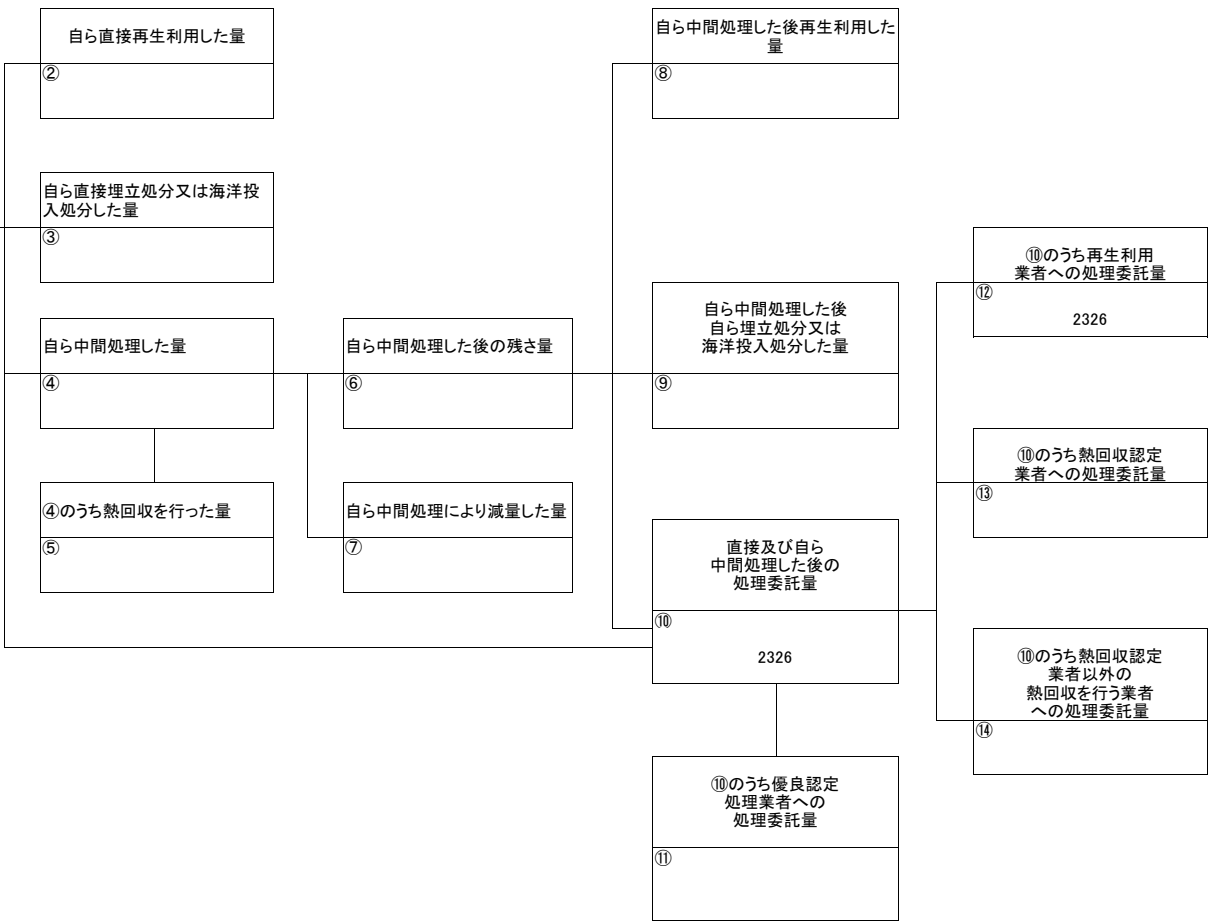 自ら直接再生利用した量
②
自ら直接埋立処分又は海洋投
入処分した量
③
自ら中間処理した量
④
④のうち熱回収を行った量
⑤
自ら中間処理した後の残さ量
⑥
自ら中間処理により減量した量
⑦
自ら中間処理した後再生利用した
量
⑧
自ら中間処理した後
自ら埋立処分又は
海洋投入処分した量
⑨
直接及び自ら
中間処理した後の
処理委託量
⑩
2326
⑩のうち優良認定
処理業者への
処理委託量
⑪
⑩のうち再生利用
業者への処理委託量
⑫
2326
⑩のうち熱回収認定
業者への処理委託量
⑬
⑩のうち熱回収認定
業者以外の
熱回収を行う業者
への処理委託量
⑭